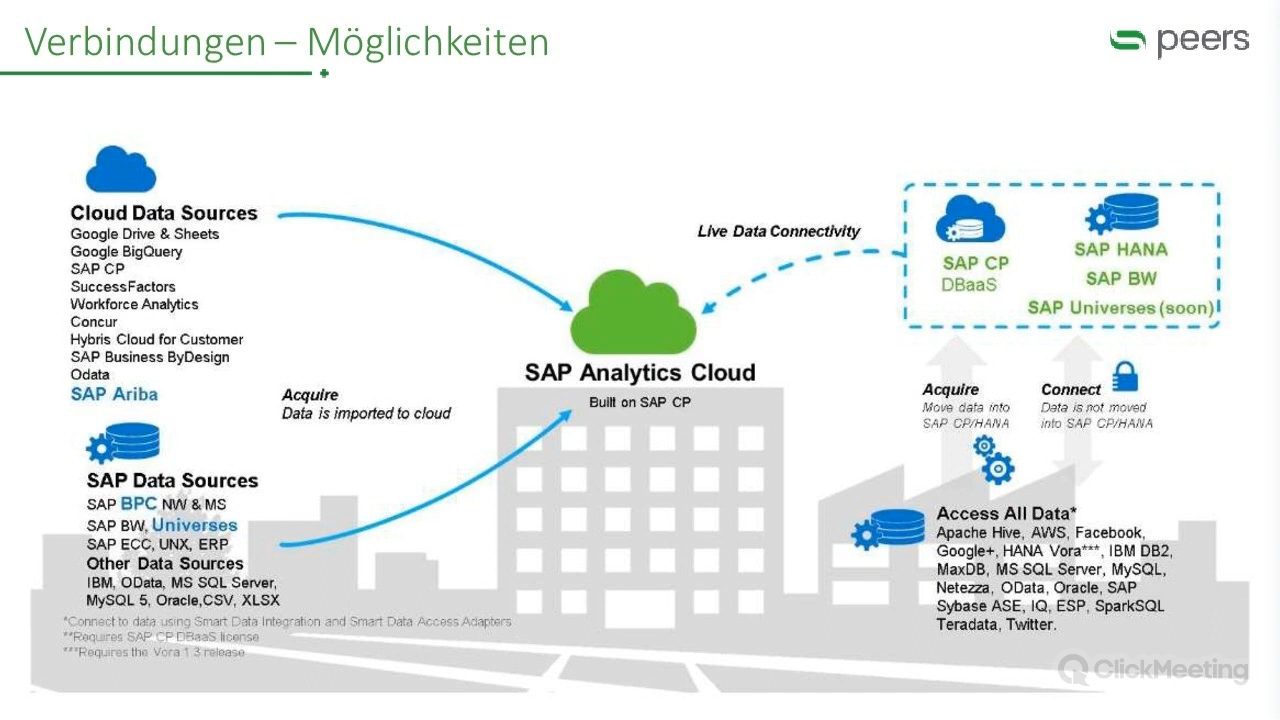 Verbindungen – Möglichkeiten
peers
Cloud Data Sources
Google Drive & Sheets
Google BigQuery
SAP CP
SuccessFactors
Workforce Analytics
Concur
Hybris Cloud for Customer
SAP Business ByDesign
Odata
SAP Ariba
Acquire
Data is imported to cloud
SAP Data Sources
SAP BPC NW & MS
SAP BW, Universes
SAP ECC, UNX, ERP
Other Data Sources
IBM, OData, MS SQL Server,
MySQL 5, Oracle,CSV, XLSX
*Connect to data using Smart Data Integration and Smart Data Access Adapters
**Requires SAP CP DBaaS license
***Requires the Vora 1.3 release
SAP Analytics Cloud
Built on SAP CP
Live Data Connectivity
SAP CP
DBaaS
SAP HANA
SAP BW
SAP Universes (soon)
Acquire
Move data into
SAP CP/HANA
Connect
Data is not moved
into SAP CP/HANA
Access All Data*
Apache Hive, AWS, Facebook,
Google+, HANA Vora***, IBM DB2,
MaxDB, MS SQL Server, MySQL,
Netezza, OData, Oracle, SAP
Sybase ASE, IQ, ESP, SparkSQL
Teradata, Twitter.
ClickMeeting